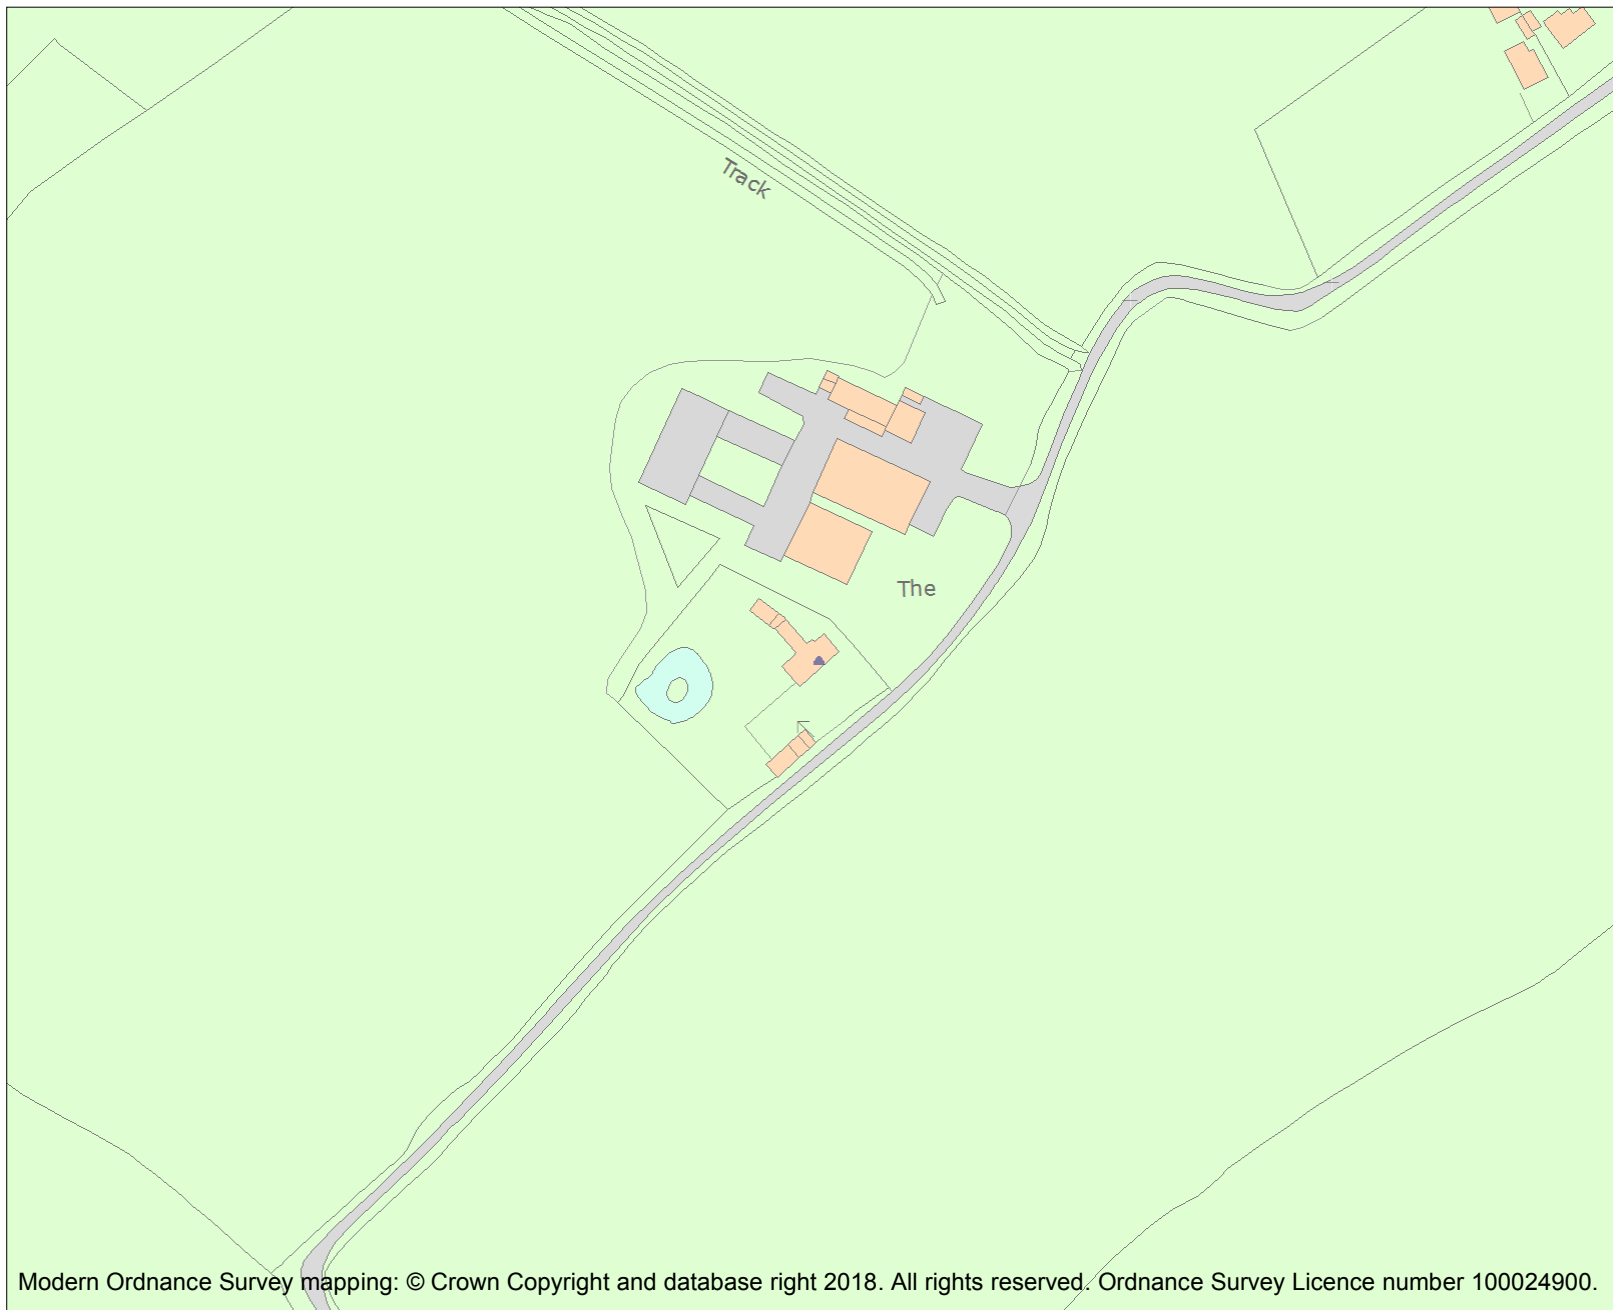 Track
The
Modern Ordnance Survey mapping: © Crown Copyright and database right 2018. All rights reserved. Ordnance Survey Licence number 100024900.